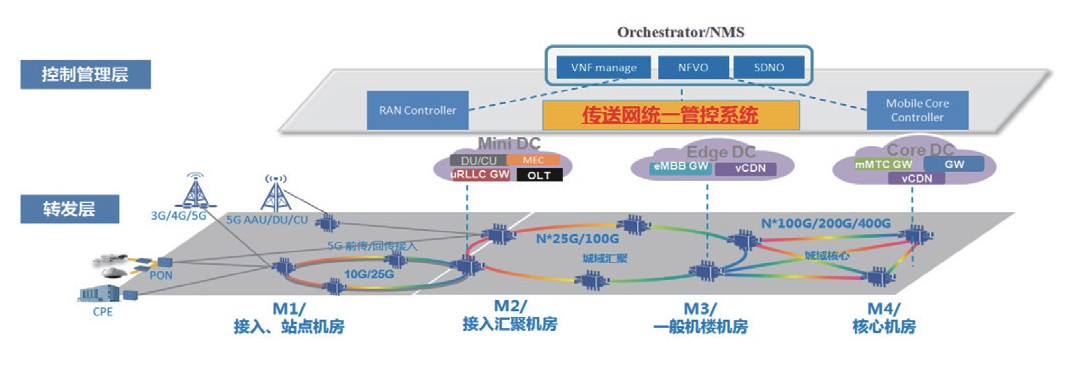 Orchestrator/NMS
控制管理层
VNF manage
NFVO
SDNO
RAN Controller
传送网统一管控系统
Mobile Core
Controller
Mini DC
DU/CU
MEC
uRLLC GW
OLT
Edge DC
eMBB GW
vCDN
Core DC
mMTC GW
GW
vCDN
转发层
3G/4G/5G
5G AAU/DU/CU
5G 前传/回传接入
10G/25G
N*25G/100G
城域汇聚
N*100G/200G/400G
城域核心
PON
CPE
M1/
接入、站点机房
M2/
接入汇聚机房
M3/
一般机楼机房
M4/
核心机房